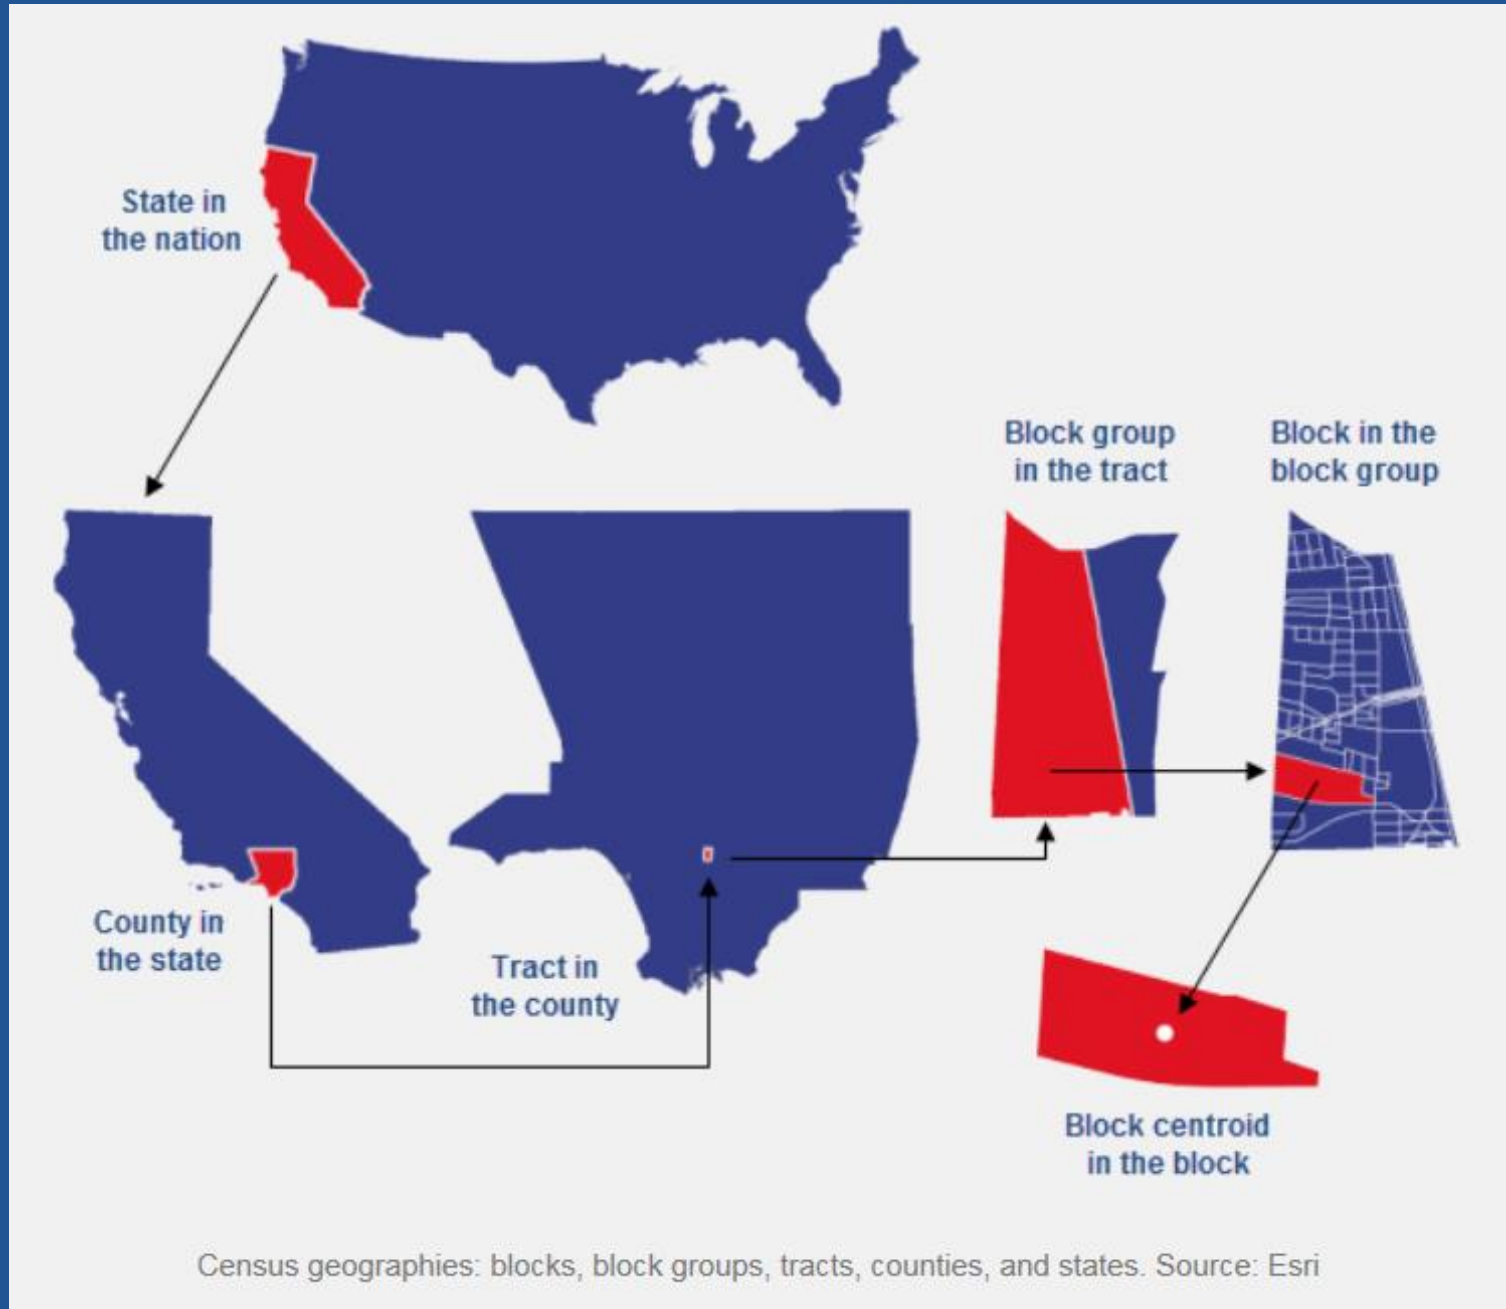 State in
the nation
Block group
in the tract
Block in the
block group
County in
the state
Tract in
the county
Block centroid
in the block
Census geographies: blocks, block groups, tracts, counties, and states. Source: Esri